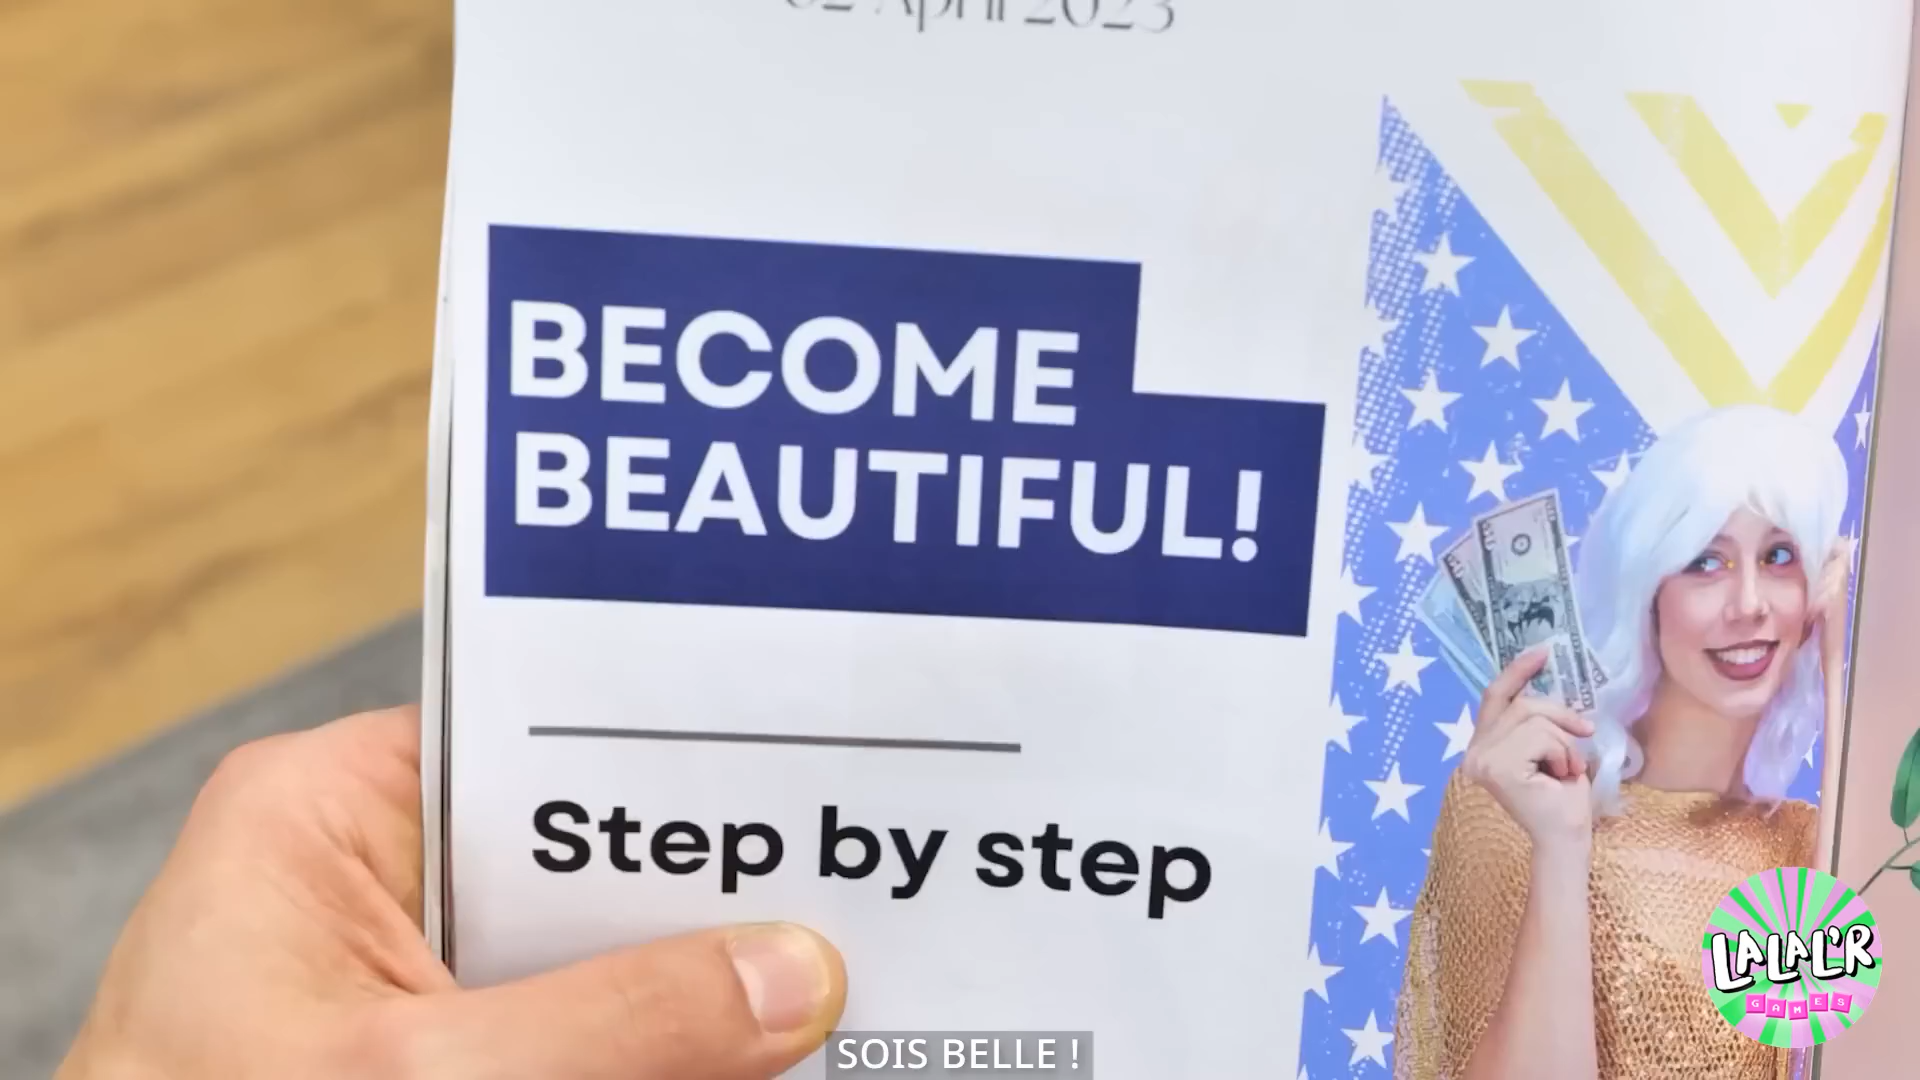 02 April 2023
BECOME
BEAUTIFUL!
Step by step
LALAL'R
GAMES
SOIS BELLE !